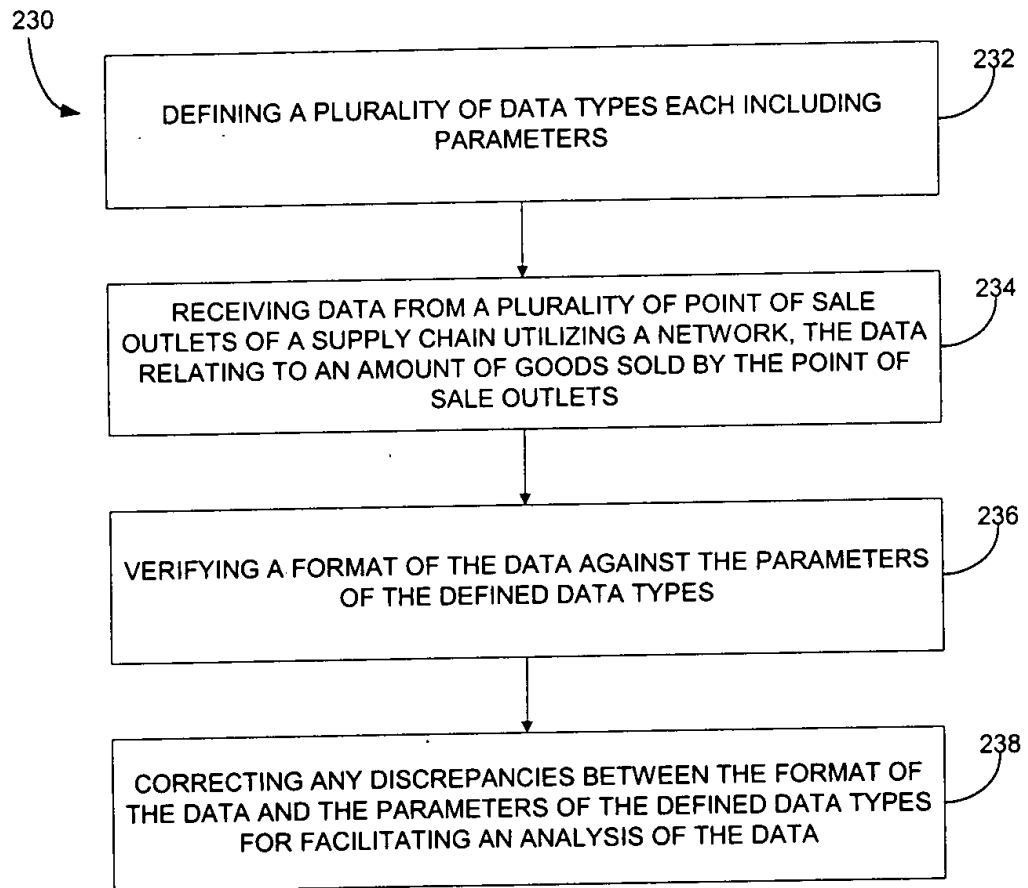 230
232
DEFINING A PLURALITY OF DATA TYPES EACH INCLUDING
PARAMETERS
234
RECEIVING DATA FROM A PLURALITY OF POINT OF SALE
OUTLETS OF A SUPPLY CHAIN UTILIZING A NETWORK, THE DATA
RELATING TO AN AMOUNT OF GOODS SOLD BY THE POINT OF
SALE OUTLETS
236
VERIFYING A FORMAT OF THE DATA AGAINST THE PARAMETERS
OF THE DEFINED DATA TYPES
238
CORRECTING ANY DISCREPANCIES BETWEEN THE FORMAT OF
THE DATA AND THE PARAMETERS OF THE DEFINED DATA TYPES
FOR FACILITATING AN ANALYSIS OF THE DATA